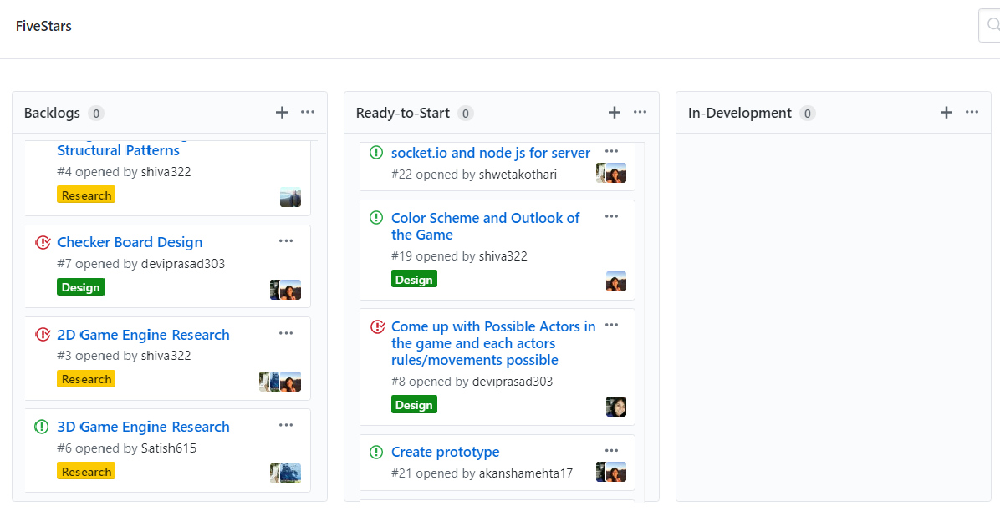 FiveStars
Backlogs 0
Structural Patterns
#4 opened by shiva322
Research
Checker Board Design
#7 opened by deviprasad303
Design
2D Game Engine Research
#3 opened by shiva322
Research
3D Game Engine Research
#6 opened by Satish615
Research
Ready-to-Start 0
socket.io and node js for server
#22 opened by shwetakothari
Color Scheme and Outlook of
the Game
#19 opened by shiva322
Design
Come up with Possible Actors in
the game and each actors
rules/movements possible
#8 opened by deviprasad303
Design
Create prototype
#21 opened by akanshamehta17
In-Development 0